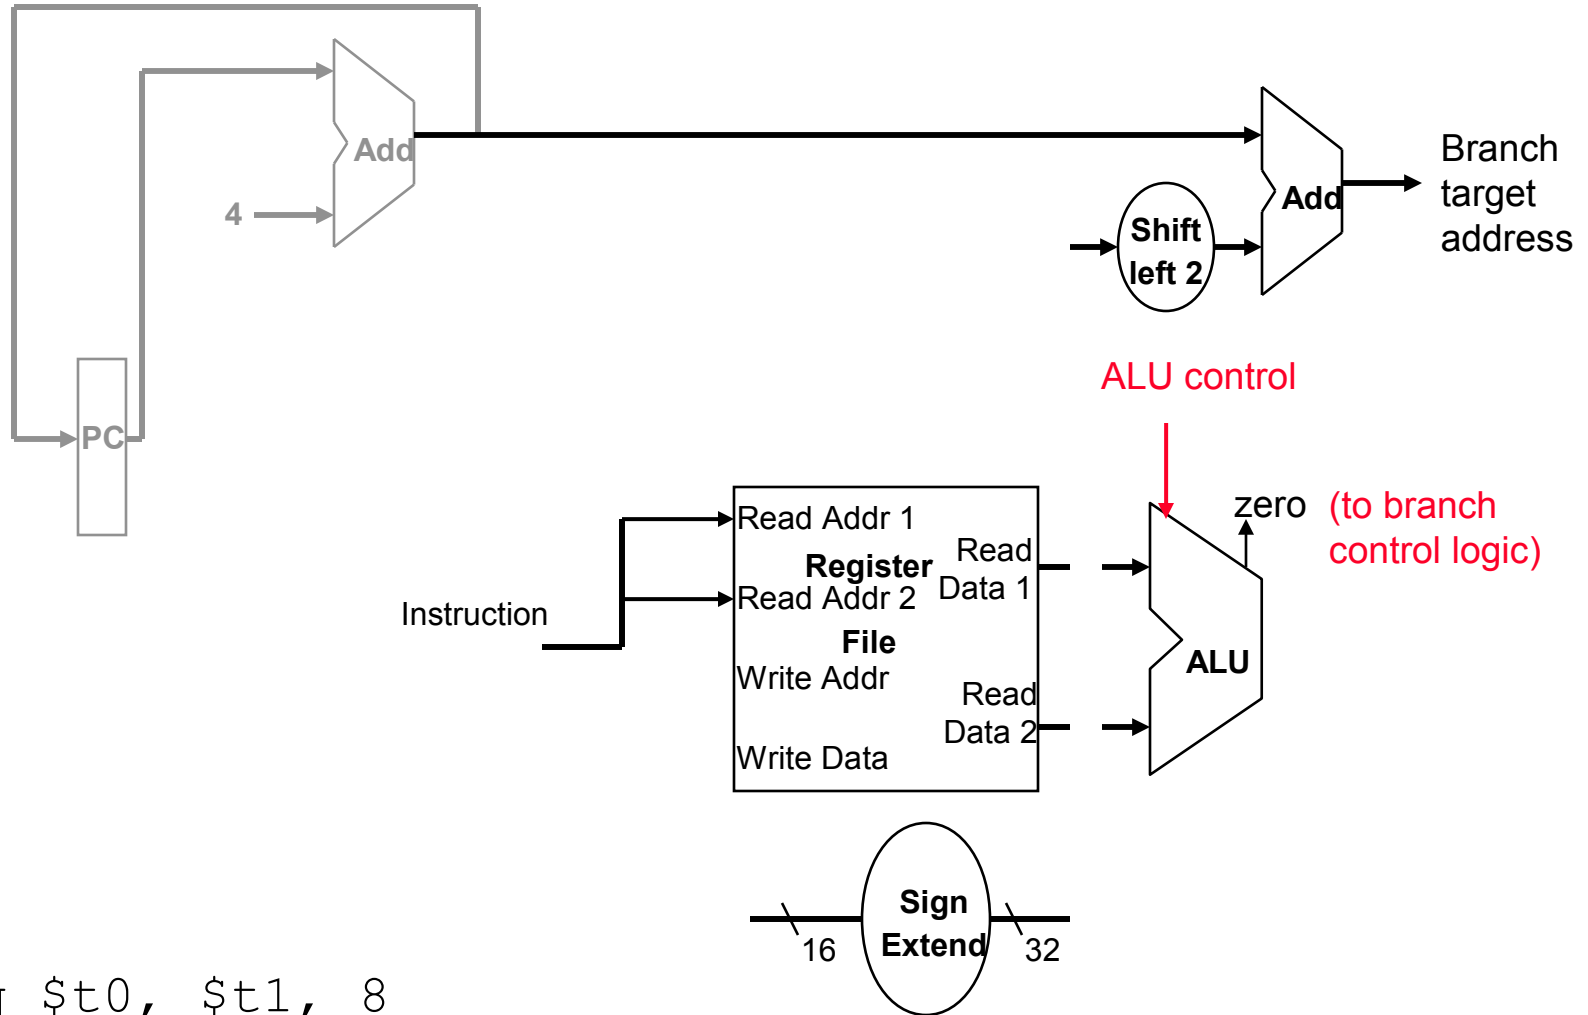 Add
4
PC
Shift
left 2
Add
Branch
target
address
ALU control
Instruction
Read Addr 1
Register
Read Addr 2
File
Write Addr
Write Data
Read
Data 1
Read
Data 2
ALU
zero
(to branch
control logic)
Sign
Extend
16
32
$t0, $t1, 8